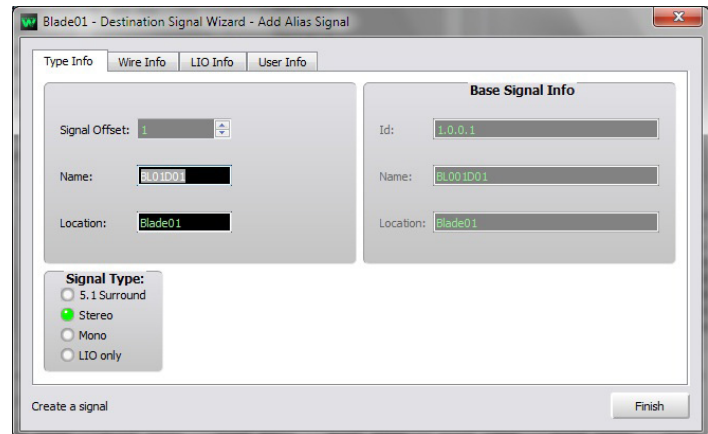 Blade01 - Destination Signal Wizard - Add Alias Signal
Type Info
Wire Info
LIO Info
User Info
Signal Offset: 1
Name: BL01D01
Location: Blade01
Base Signal Info
Id: 1.0.0.1
Name: BL001D01
Location: Blade01
Signal Type:
5.1 Surround
Stereo
Mono
LIO only
Create a signal
Finish